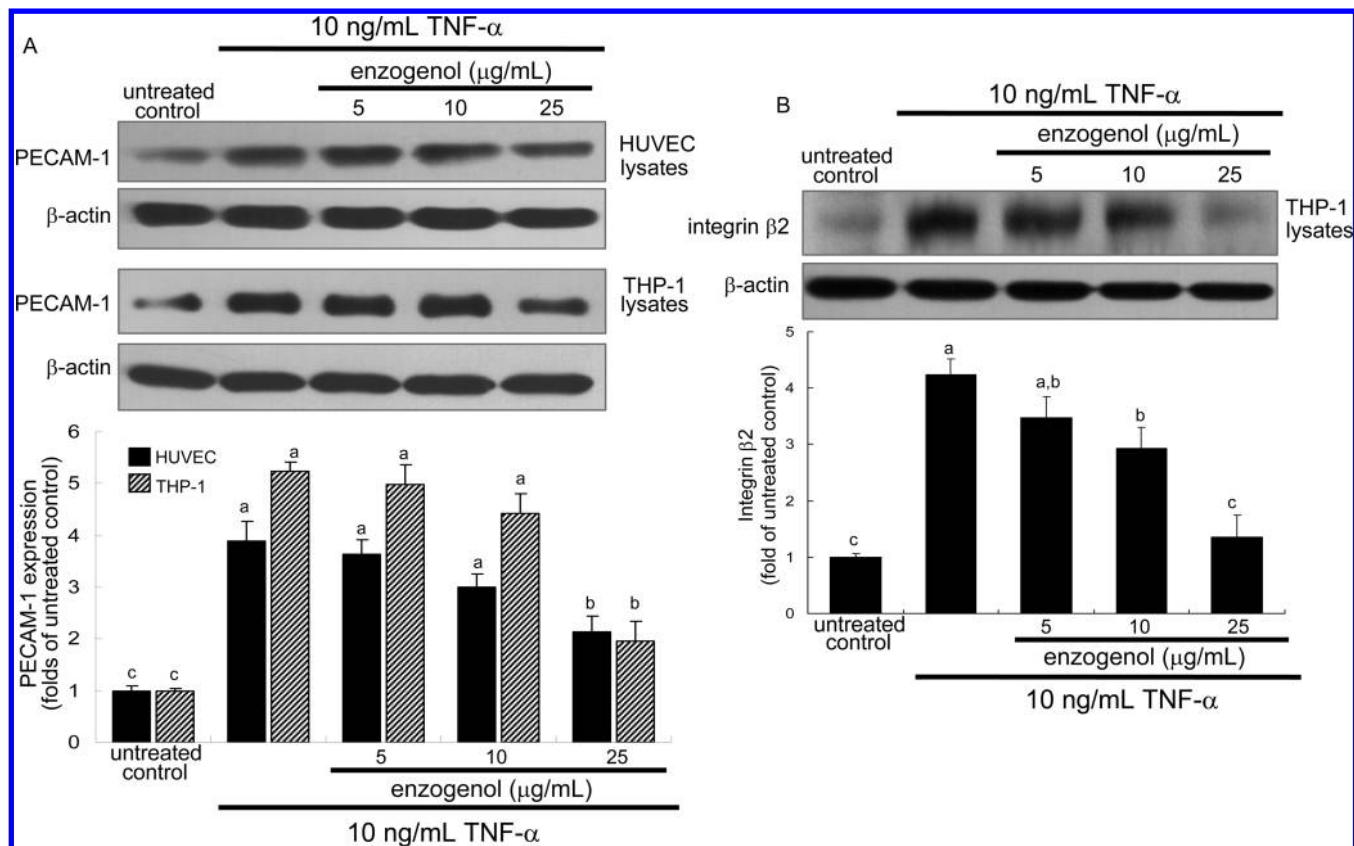 A
10 ng/mL TNF-α
enzogenol (μg/mL)
untreated
control
5 10 25
PECAM-1
HUVEC
lysates
β-actin
PECAM-1
THP-1
lysates
β-actin
PECAM-1 expression
(folds of untreated control)
6
5
4
3
2
1
0
HUVEC
THP-1
c c a a a a a a b b
untreated
control
5 10 25
enzogenol (μg/mL)
10 ng/mL TNF-α
B
10 ng/mL TNF-α
enzogenol (μg/mL)
untreated
control
5 10 25
integrin β2
THP-1
lysates
β-actin
Integrin β2
(fold of untreated control)
5
4
3
2
1
0
c a a,b b c
untreated
control
5 10 25
enzogenol (μg/mL)
10 ng/mL TNF-α